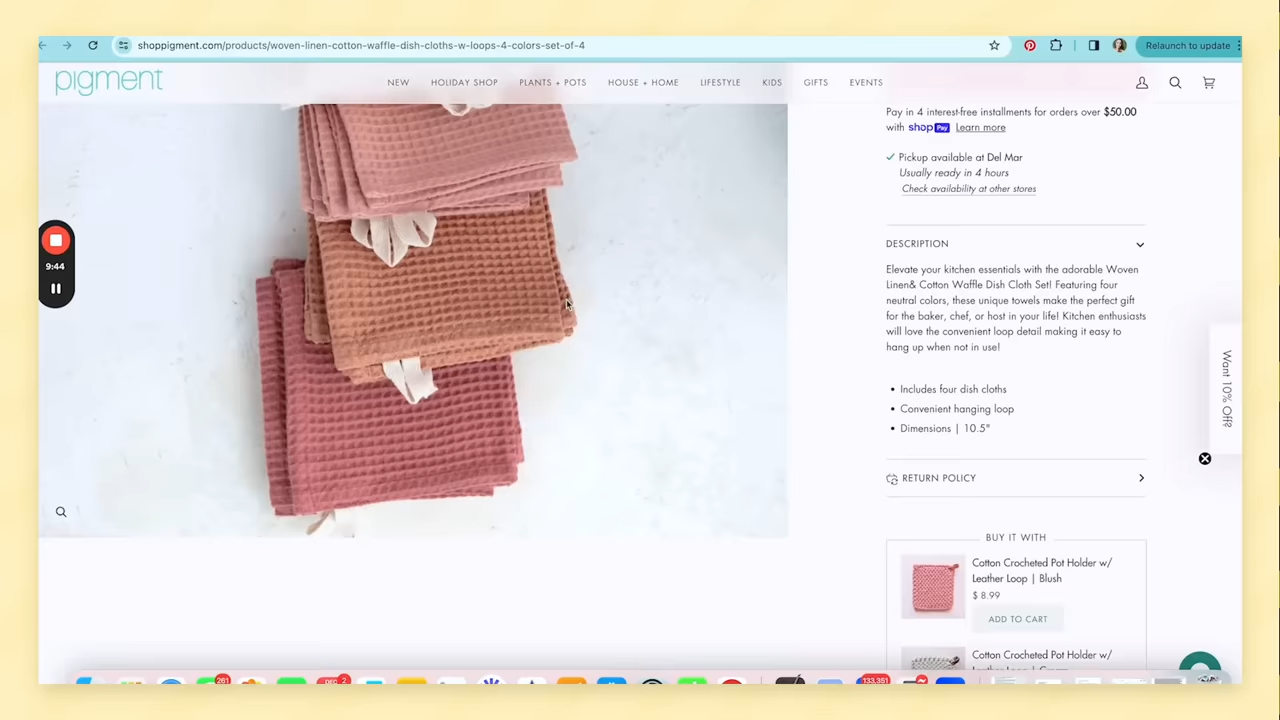 shoppigment.com/products/woven-linen-cotton-waffle-dish-cloths-w-loops-4-colors-set-of-4
Relaunch to update
pigment
NEW
HOLIDAY SHOP
PLANTS + POTS
HOUSE + HOME
LIFESTYLE
KIDS
GIFTS
EVENTS
Pay in 4 interest-free installments for orders over $50.00
with shop Pay Learn more
Pickup available at Del Mar
Usually ready in 4 hours
Check availability at other stores
9:44
DESCRIPTION
Elevate your kitchen essentials with the adorable Woven
Linen& Cotton Waffle Dish Cloth Set! Featuring four
neutral colors, these unique towels make the perfect gift
for the baker, chef, or host in your life! Kitchen enthusiasts
will love the convenient loop detail making it easy to
hang up when not in use!
• Includes four dish cloths
• Convenient hanging loop
• Dimensions | 10.5"
Want 10% Off?
RETURN POLICY
BUY IT WITH
Cotton Crocheted Pot Holder w/
Leather Loop | Blush
$ 8.99
ADD TO CART
Cotton Crocheted Pot Holder w/
261
DEC
2
133,351